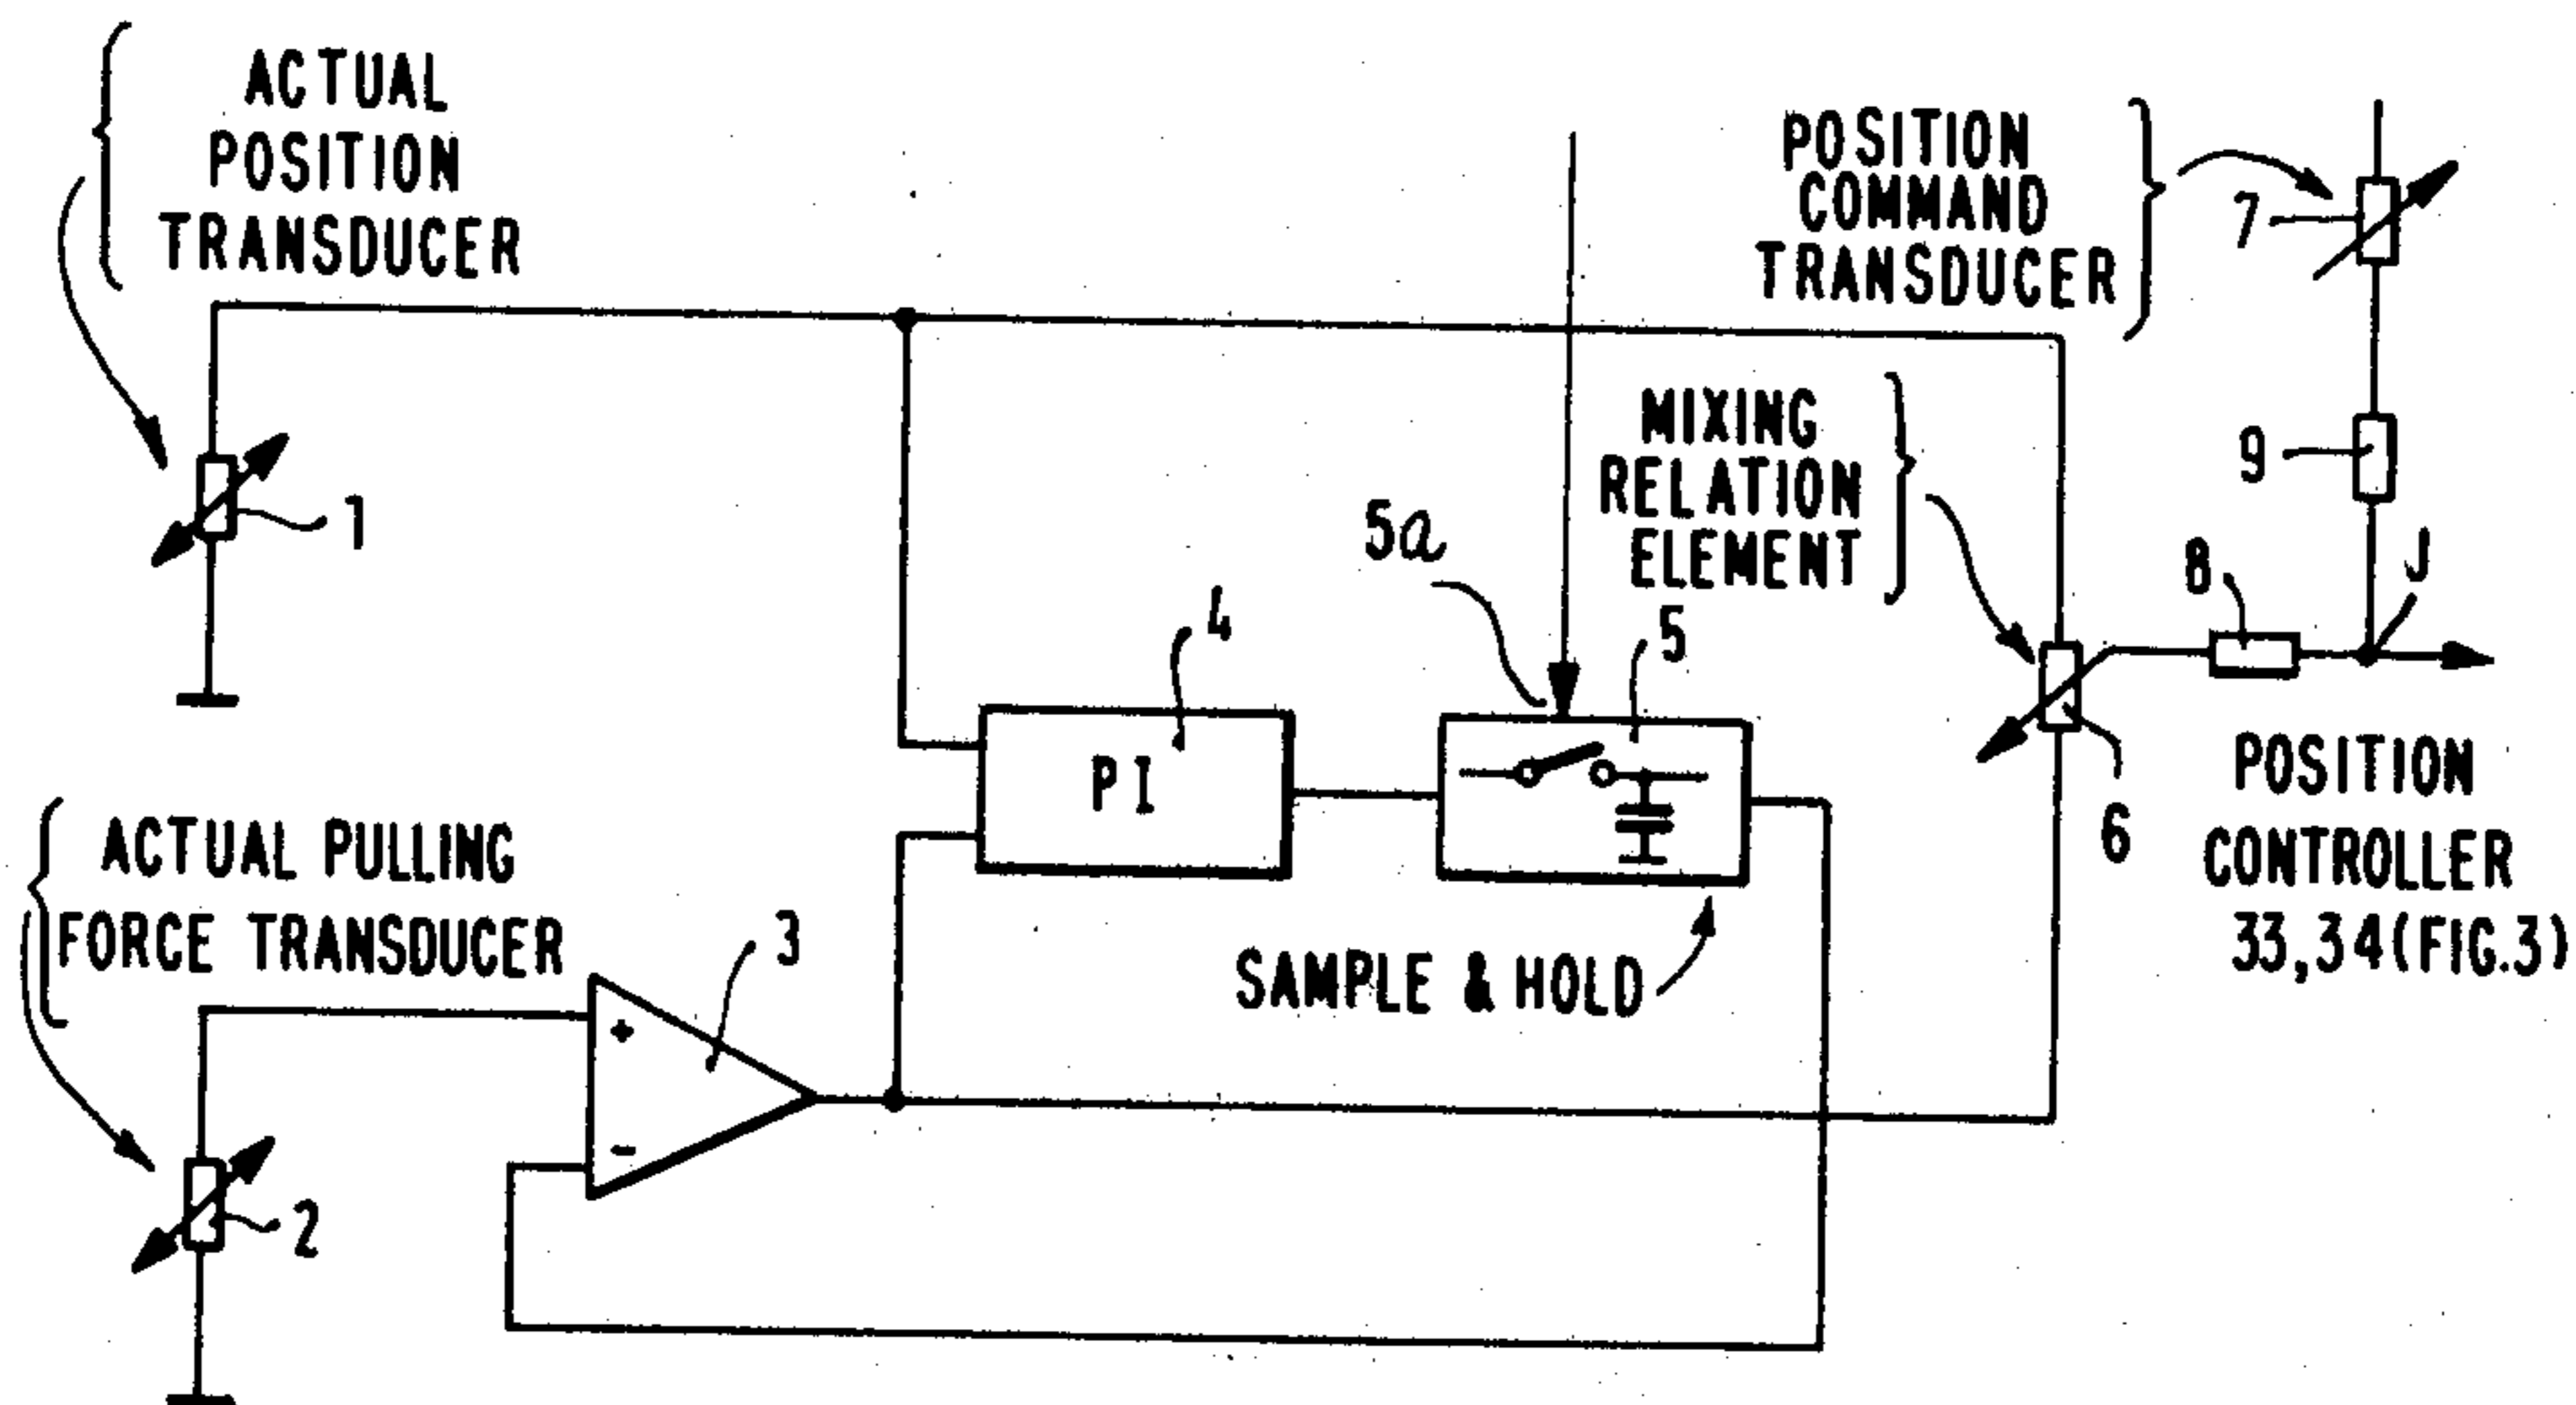 ACTUAL
POSITION
TRANSDUCER
1
ACTUAL PULLING
FORCE TRANSDUCER
2
3
+
-
4
PI
5a
5
SAMPLE & HOLD
MIXING
RELATION
ELEMENT
6
POSITION
COMMAND
TRANSDUCER
7
9
8
J
POSITION
CONTROLLER
33,34(FIG.3)